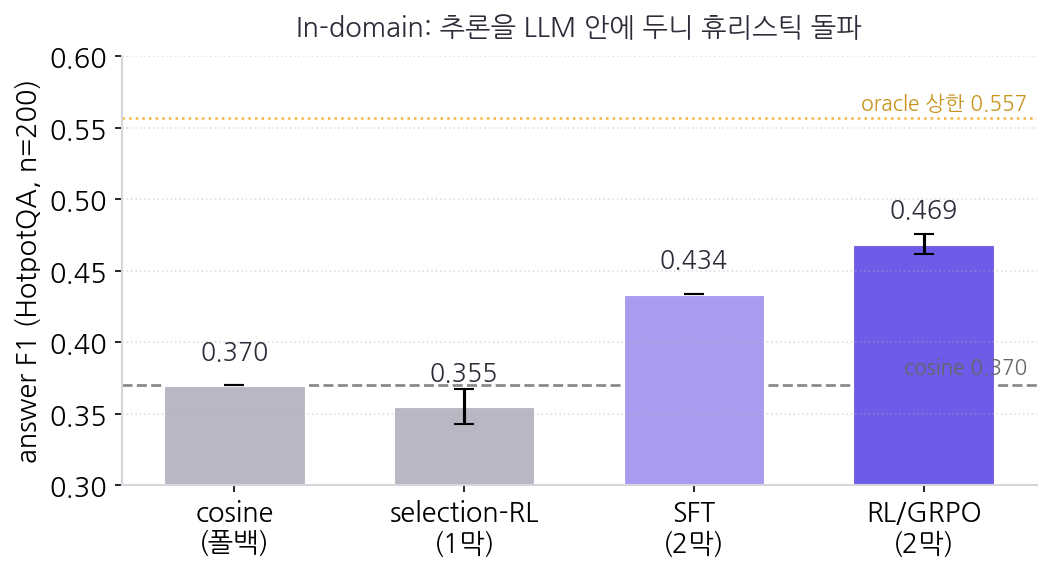 In-domain: 추론을 LLM 안에 두니 휴리스틱 돌파
answer F1 (HotpotQA, n=200)
0.60
0.55
0.50
0.45
0.40
0.35
0.30
oracle 상한 0.557
cosine 0.370
0.370
0.355
0.434
0.469
cosine
(폴백)
selection-RL
(1막)
SFT
(2막)
RL/GRPO
(2막)